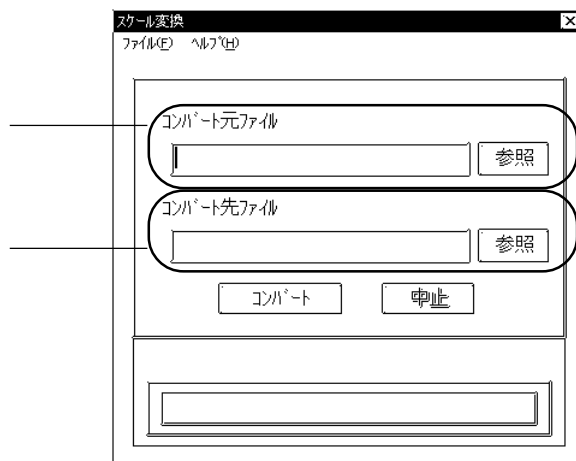 スケール変換
ファイル(F) ヘルプ(H)
コンバート元ファイル
参照
コンバート先ファイル
参照
コンバート 中止